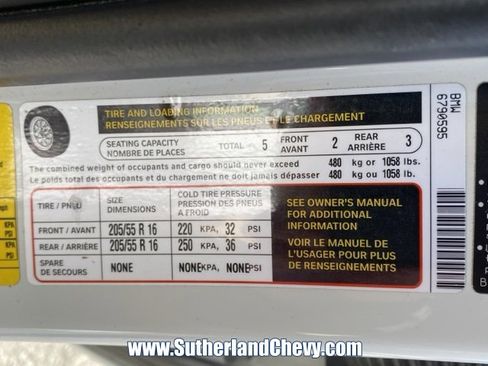 TIRE AND LOADING INFORMATION
RENSEIGNEMENTS SUR LES PNEUS ET LE CHARGEMENT
SEATING CAPACITY
NOMBRE DE PLACES
TOTAL 5
FRONT
AVANT 2
REAR
ARRIÈRE 3
The combined weight of occupants and cargo should never exceed 480 kg or 1058 lbs.
Le poids total des occupants et du chargement ne doit jamais dépasser 480 kg ou 1058 lb.
TIRE / PNEU
SIZE
DIMENSIONS
COLD TIRE PRESSURE
PRESSION DES PNEUS
A FROID
FRONT / AVANT 205/55 R 16 220 KPA, 32 PSI
REAR / ARRIÈRE 205/55 R 16 250 KPA, 36 PSI
SPARE
DE SECOURS
NONE NONE KPA, NONE PSI
SEE OWNER'S MANUAL
FOR ADDITIONAL
INFORMATION
VOIR LE MANUEL DE
L'USAGER POUR PLUS
DE RENSEIGNEMENTS
BMW
6790595
KPA
PSI
KPA
PSI
www.SutherlandChevy.com